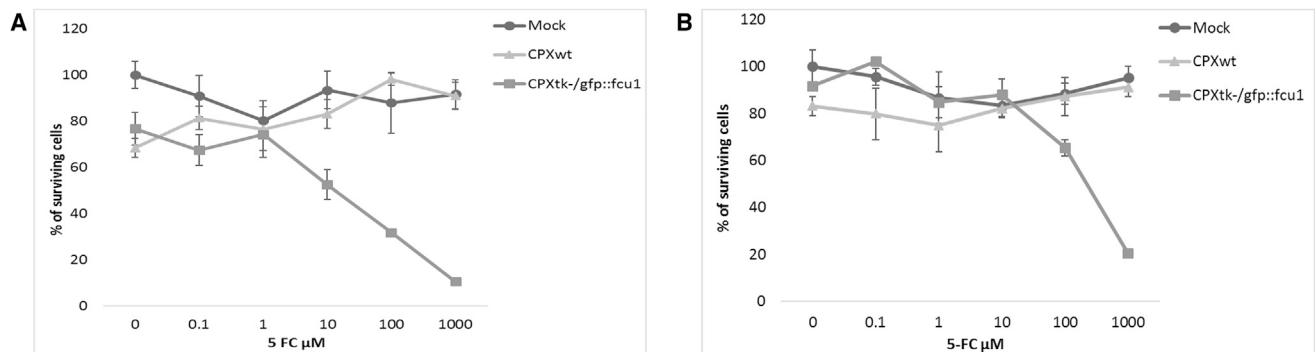 A
120
100
80
60
40
20
0
% of surviving cells
0 0.1 1 10 100 1000
5 FC µM
Mock
CPXwt
CPXtk-/gfp::fcu1
B
120
100
80
60
40
20
0
% of surviving cells
0 0.1 1 10 100 1000
5-FC µM
Mock
CPXwt
CPXtk-/gfp::fcu1